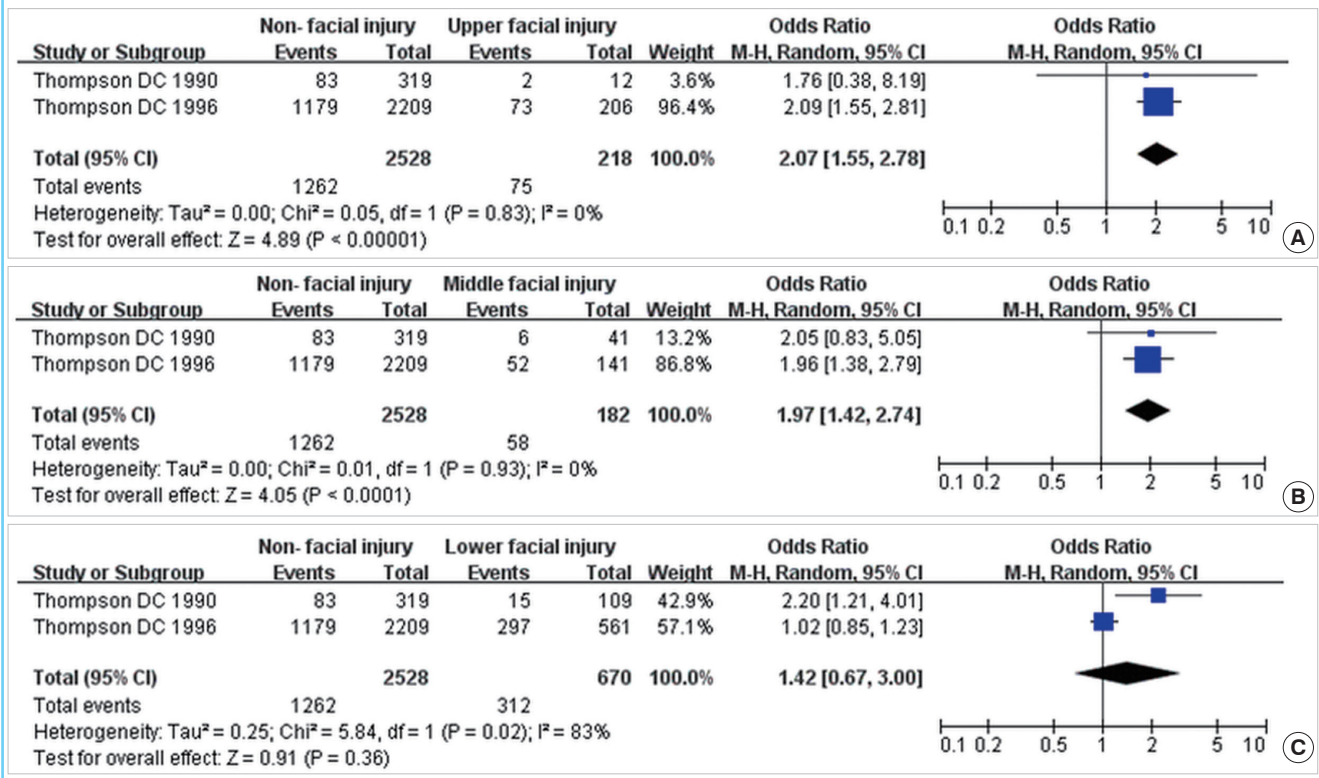 Non- facial injury Upper facial injury Odds Ratio Odds Ratio
Study or Subgroup Events Total Events Total Weight M-H, Random, 95% CI M-H, Random, 95% CI
Thompson DC 1990 83 319 2 12 3.6% 1.76 [0.38, 8.19]
Thompson DC 1996 1179 2209 73 206 96.4% 2.09 [1.55, 2.81]
Total (95% CI) 2528 218 100.0% 2.07 [1.55, 2.78]
Total events 1262 75
Heterogeneity: Tau² = 0.00; Chi² = 0.05, df = 1 (P = 0.83); I² = 0%
Test for overall effect: Z = 4.89 (P < 0.00001)
0.1 0.2 0.5 1 2 5 10
A
Non- facial injury Middle facial injury Odds Ratio Odds Ratio
Study or Subgroup Events Total Events Total Weight M-H, Random, 95% CI M-H, Random, 95% CI
Thompson DC 1990 83 319 6 41 13.2% 2.05 [0.83, 5.05]
Thompson DC 1996 1179 2209 52 141 86.8% 1.96 [1.38, 2.79]
Total (95% CI) 2528 182 100.0% 1.97 [1.42, 2.74]
Total events 1262 58
Heterogeneity: Tau² = 0.00; Chi² = 0.01, df = 1 (P = 0.93); I² = 0%
Test for overall effect: Z = 4.05 (P < 0.0001)
0.1 0.2 0.5 1 2 5 10
B
Non- facial injury Lower facial injury Odds Ratio Odds Ratio
Study or Subgroup Events Total Events Total Weight M-H, Random, 95% CI M-H, Random, 95% CI
Thompson DC 1990 83 319 15 109 42.9% 2.20 [1.21, 4.01]
Thompson DC 1996 1179 2209 297 561 57.1% 1.02 [0.85, 1.23]
Total (95% CI) 2528 670 100.0% 1.42 [0.67, 3.00]
Total events 1262 312
Heterogeneity: Tau² = 0.25; Chi² = 5.84, df = 1 (P = 0.02); I² = 83%
Test for overall effect: Z = 0.91 (P = 0.36)
0.1 0.2 0.5 1 2 5 10
C